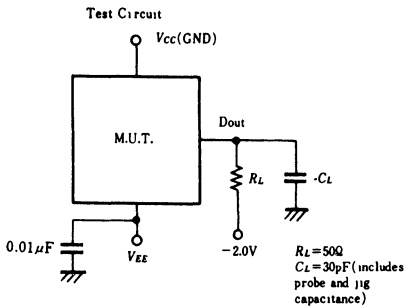 Test Circuit
Vcc(GND)
M.U.T.
Dout
RL
CL
0.01μF
VEE
−2.0V
RL=50Ω
CL=30pF(includes
probe and jig
capacitance)